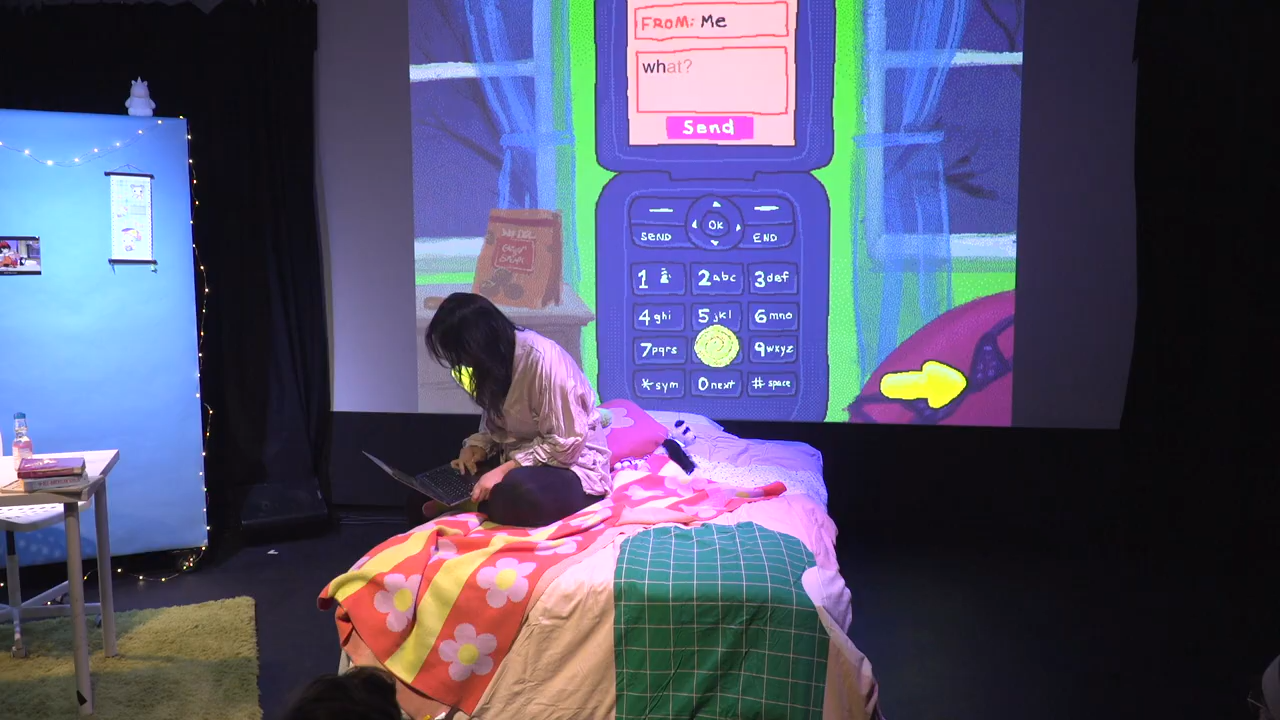 FROM: Me
what?
Send
SEND
OK
END
1
2abc
3def
4ghi
5jkl
6mno
7pqrs
9wxyz
*sym
0next
#space